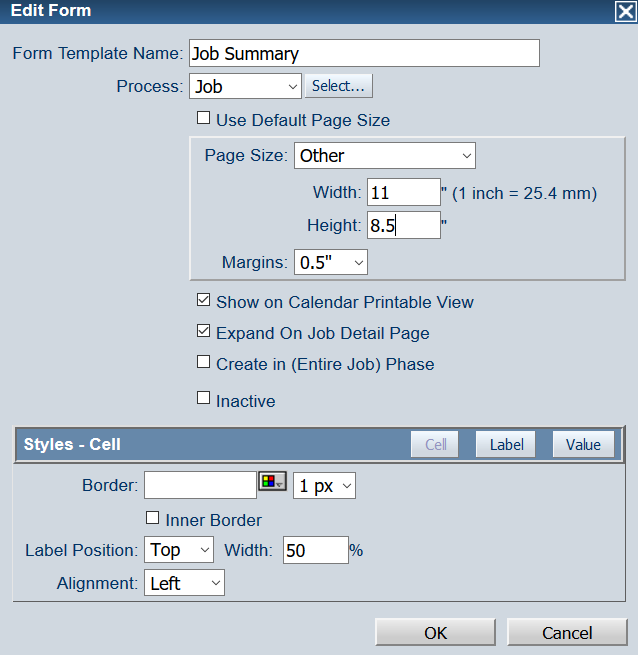 Edit Form
Form Template Name: Job Summary
Process: Job Select...
Use Default Page Size
Page Size: Other
Width: 11 " (1 inch = 25.4 mm)
Height: 8.5 "
Margins: 0.5"
Show on Calendar Printable View
Expand On Job Detail Page
Create in (Entire Job) Phase
Inactive
Styles - Cell Cell Label Value
Border: 1 px
Inner Border
Label Position: Top Width: 50 %
Alignment: Left
OK Cancel